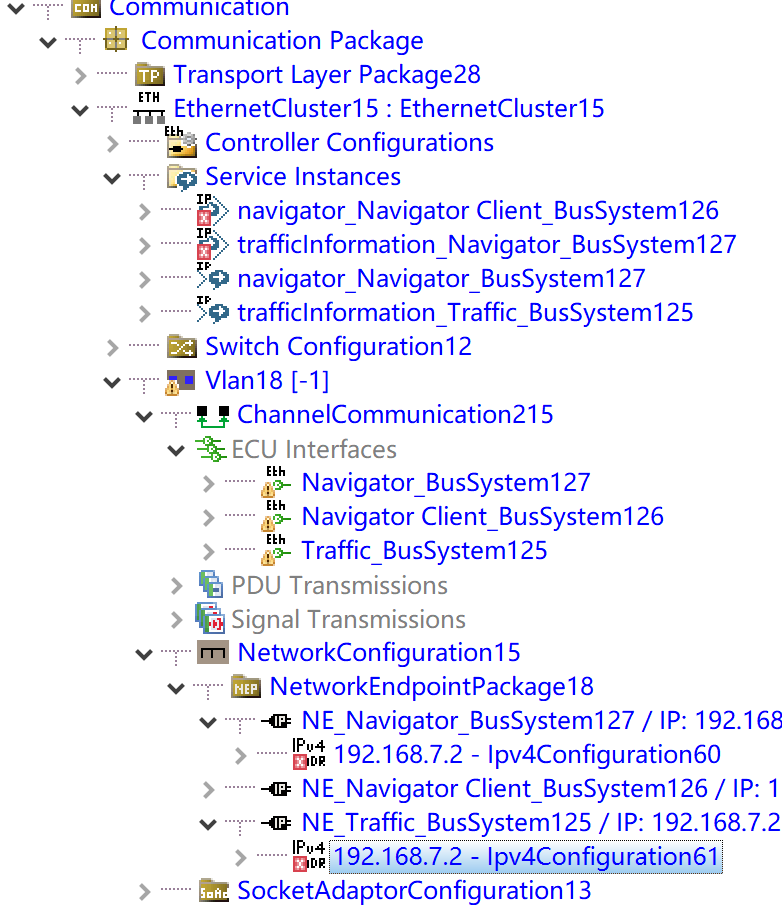 COM Communication
Communication Package
TP Transport Layer Package28
ETH EthernetCluster15 : EthernetCluster15
Eth Controller Configurations
Service Instances
IP navigator_Navigator Client_BusSystem126
IP trafficInformation_Navigator_BusSystem127
IP navigator_Navigator_BusSystem127
IP trafficInformation_Traffic_BusSystem125
Switch Configuration12
Vlan18 [-1]
ChannelCommunication215
ECU Interfaces
Eth Navigator_BusSystem127
Eth Navigator Client_BusSystem126
Eth Traffic_BusSystem125
PDU Transmissions
Signal Transmissions
NetworkConfiguration15
NEP NetworkEndpointPackage18
IP NE_Navigator_BusSystem127 / IP: 192.168
IPv4 DR 192.168.7.2 - Ipv4Configuration60
IP NE_Navigator Client_BusSystem126 / IP: 1
IP NE_Traffic_BusSystem125 / IP: 192.168.7.2
IPv4 DR 192.168.7.2 - Ipv4Configuration61
SoAd SocketAdaptorConfiguration13